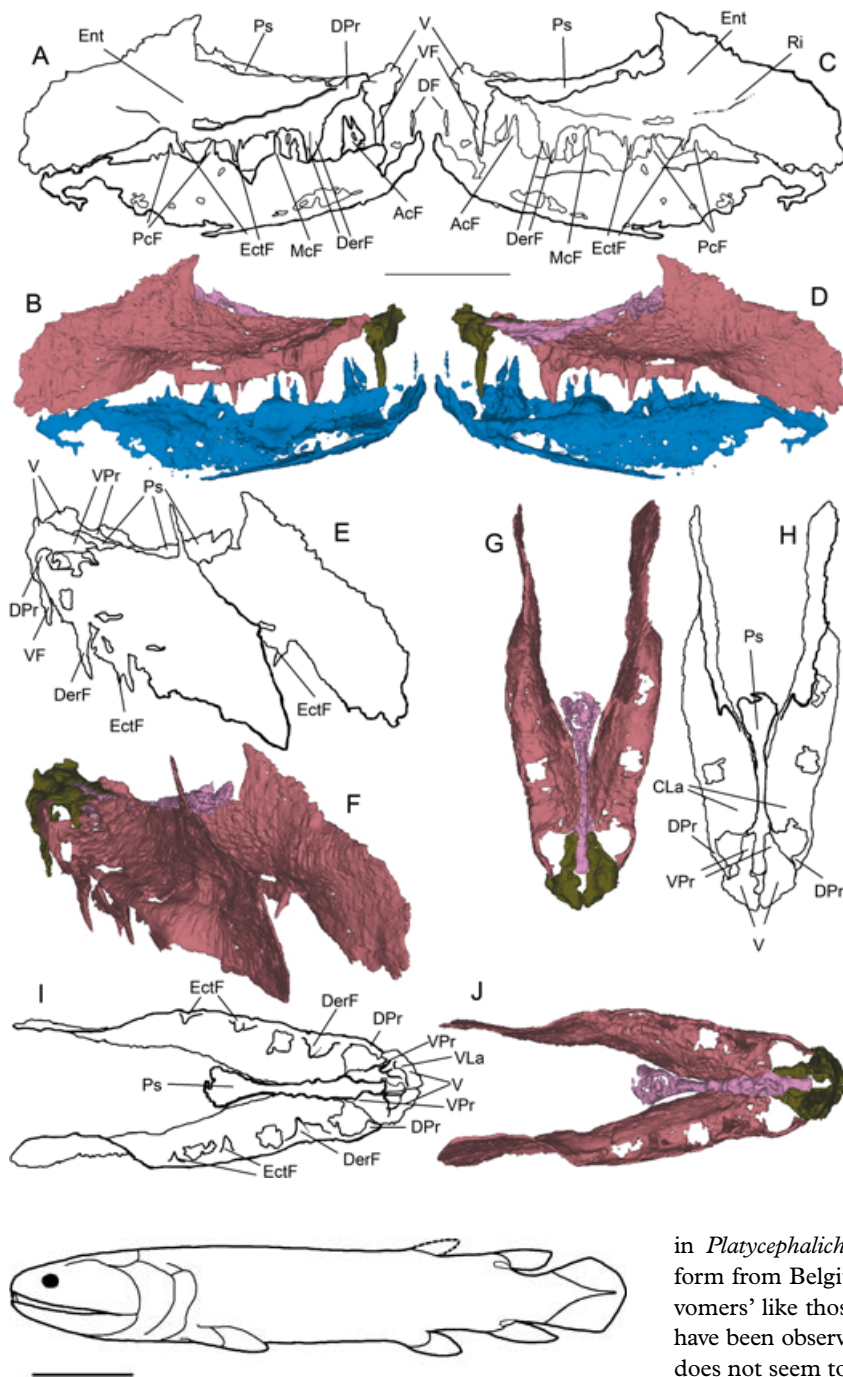 A
Ent
Ps
DPr
V
VF
DF
Ps
Ent
Ri
C
PcF
EctF
McF
DerF
AcF
AcF
DerF
McF
EctF
PcF
B
D
V
VPr
Ps
E
DPr
VF
DerF
EctF
EctF
F
G
H
Ps
CLa
DPr
VPr
DPr
V
I
EctF
DerF
DPr
VPr
VLa
V
Ps
VPr
DPr
DerF
EctF
J
in Platycephalich
form from Belgi
vomers’ like thos
have been observ
does not seem to